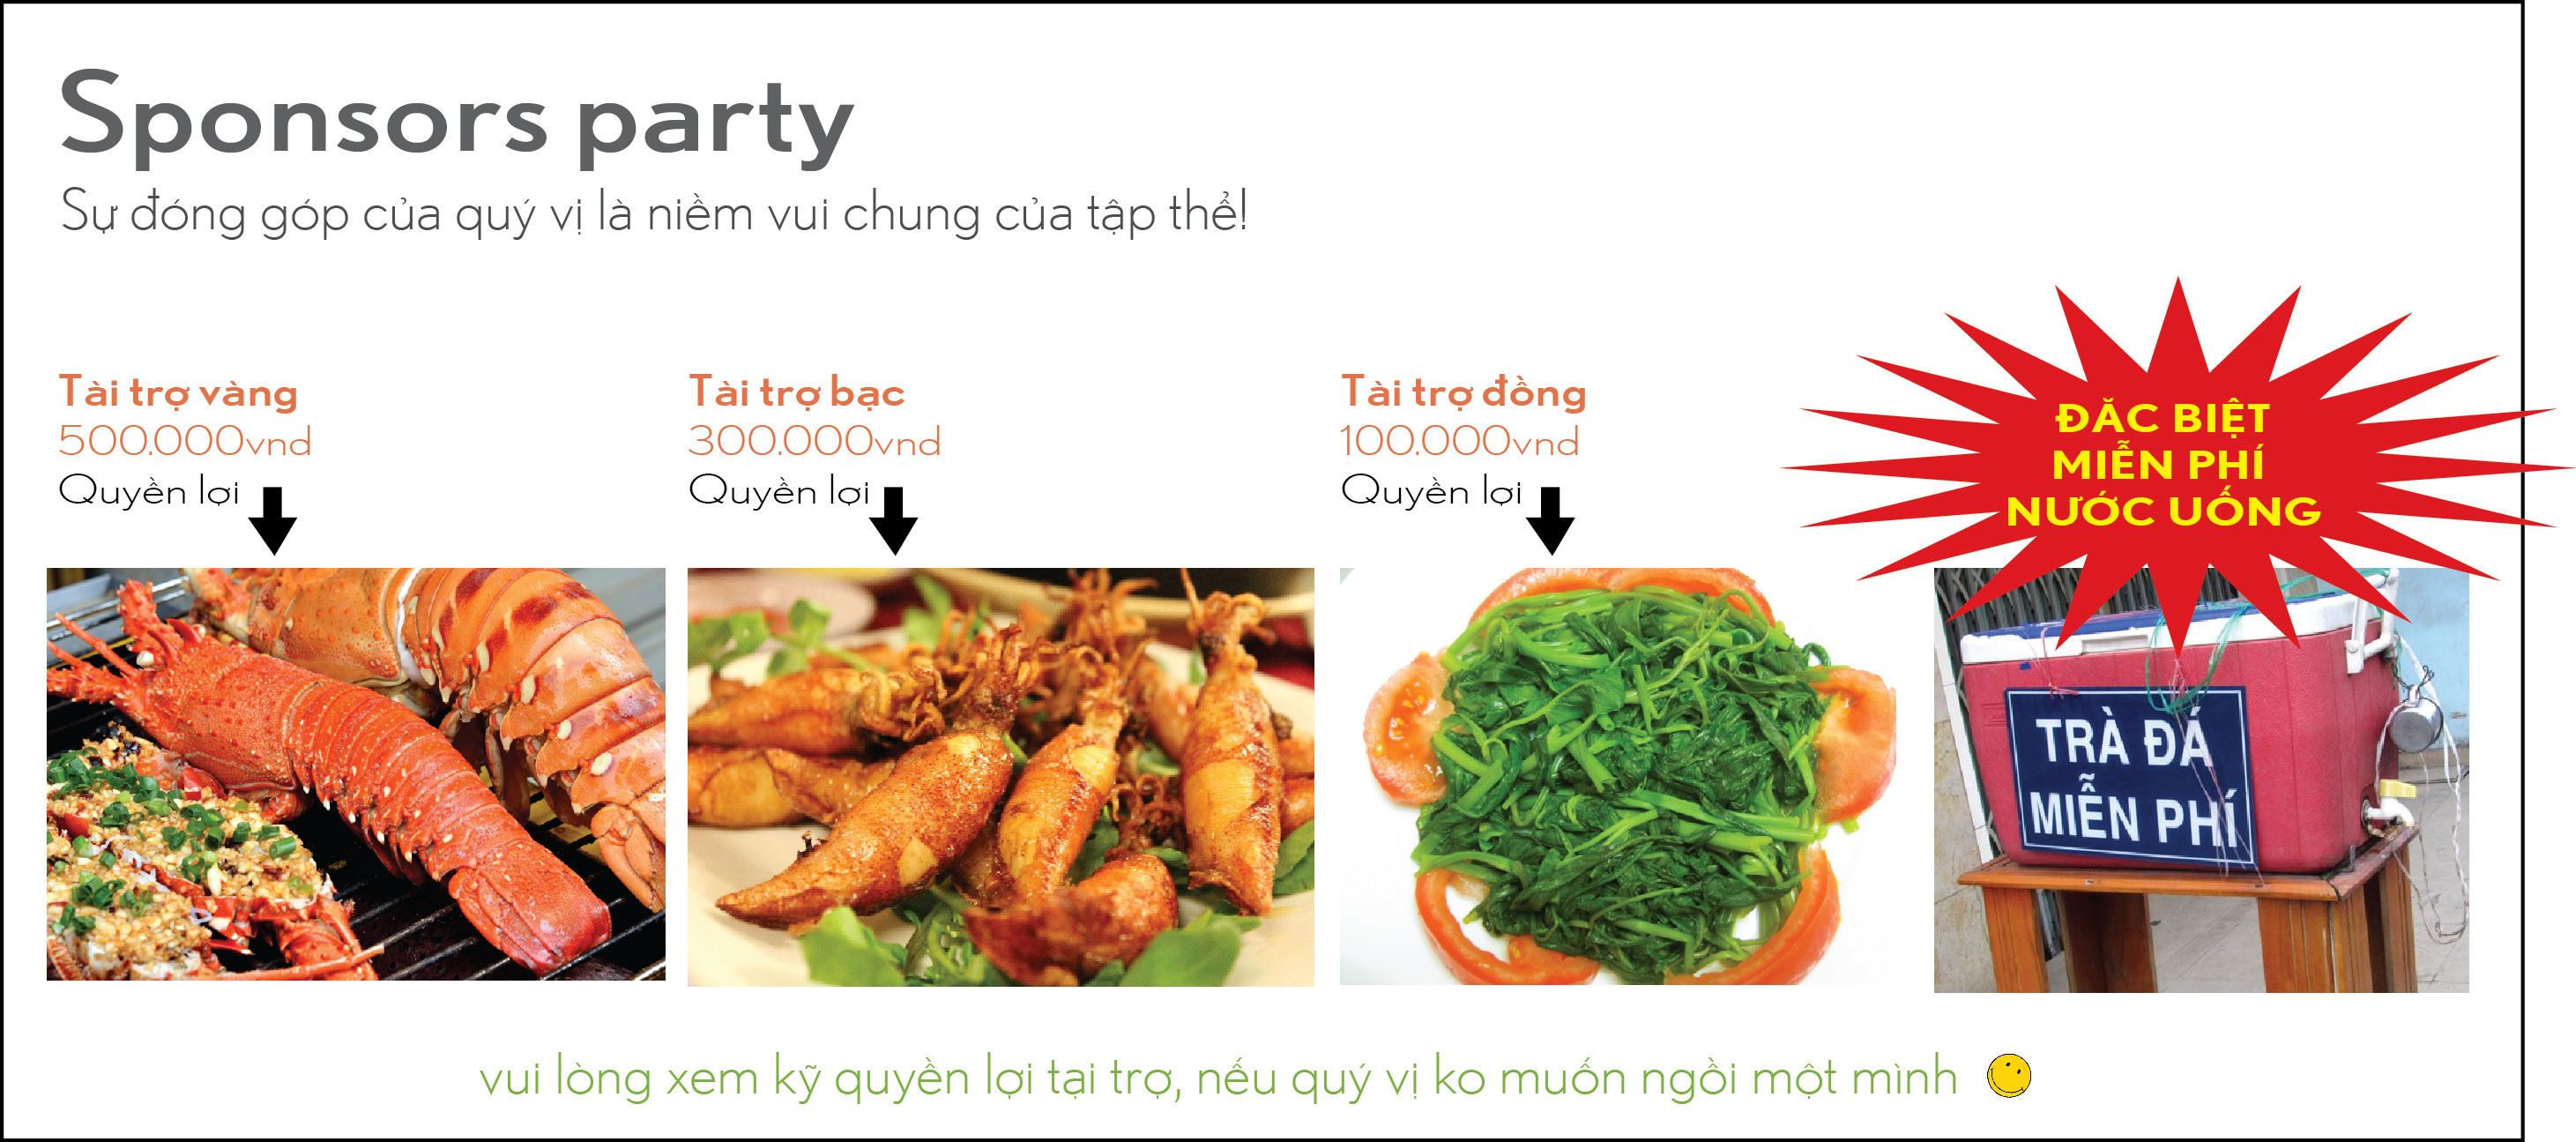 Sponsors party
Sự đóng góp của quý vị là niềm vui chung của tập thể!
Tài trợ vàng
500.000vnd
Quyền lợi
Tài trợ bạc
300.000vnd
Quyền lợi
Tài trợ đồng
100.000vnd
Quyền lợi
ĐĂC BIỆT
MIỄN PHÍ
NƯỚC UỐNG
TRÀ ĐÁ
MIỄN PHÍ
vui lòng xem kỹ quyền lợi tại trợ, nếu quý vị ko muốn ngồi một mình